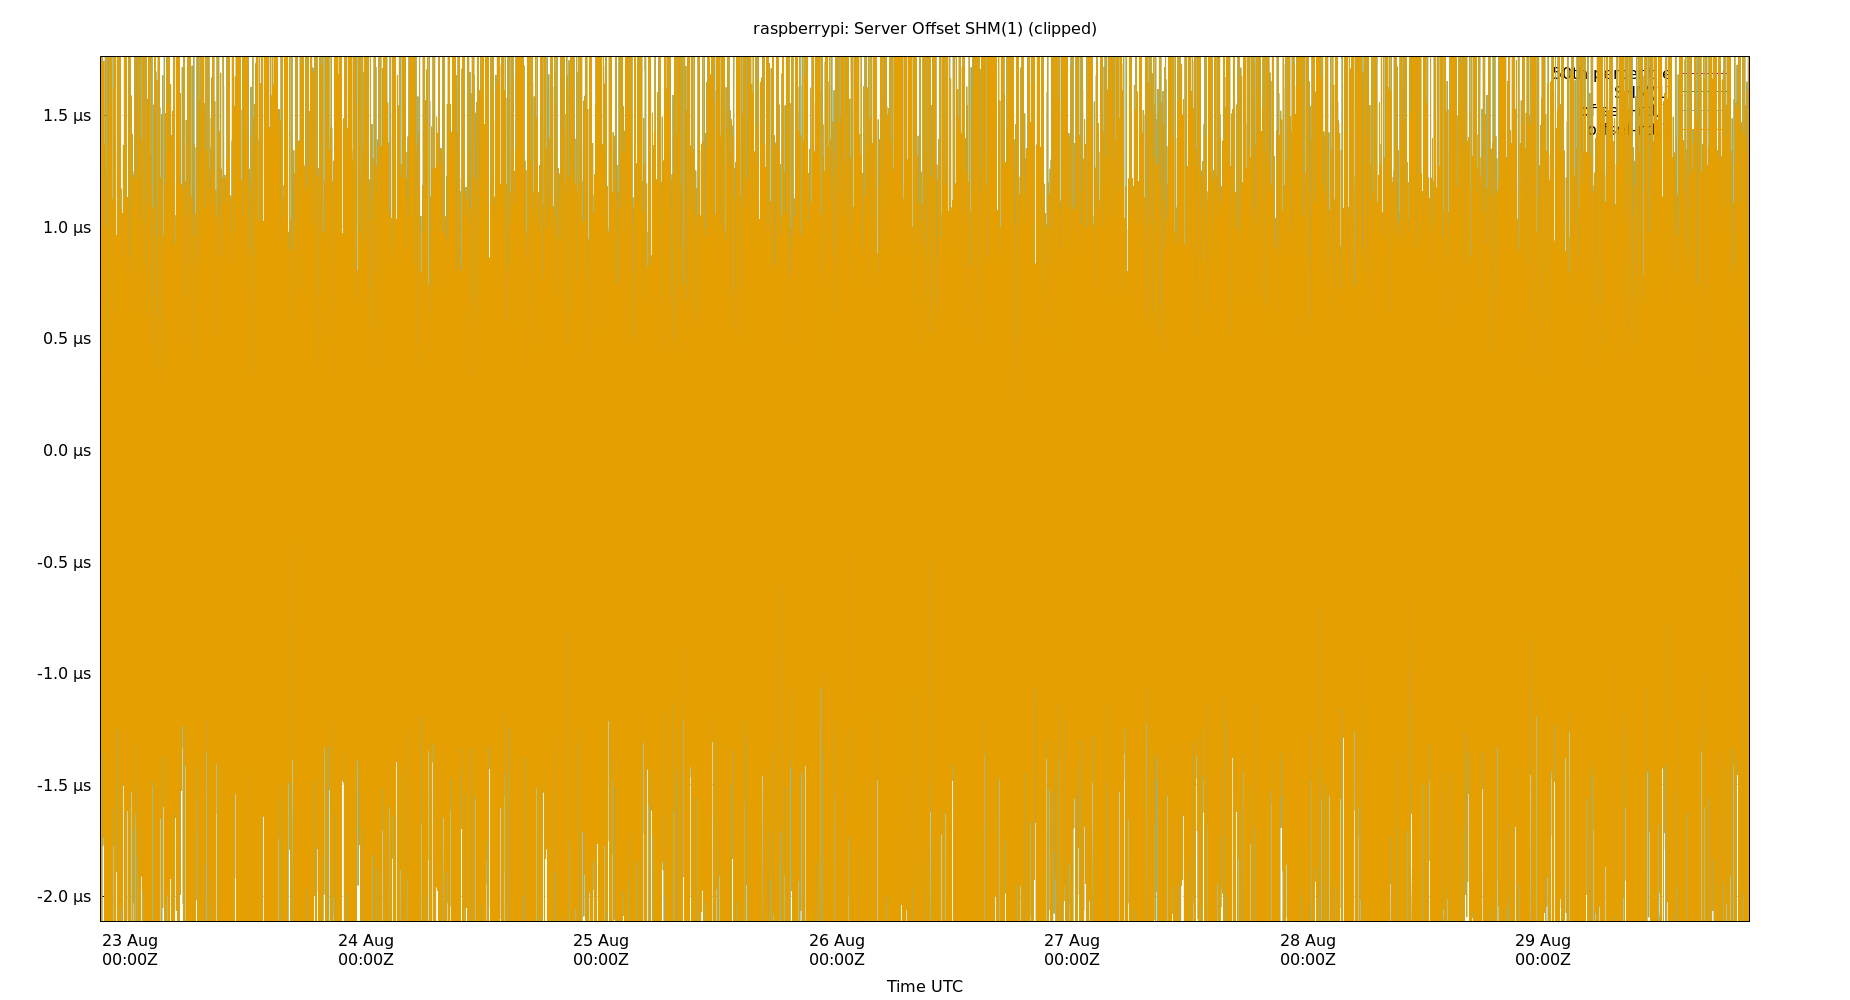 raspberrypi: Server Offset SHM(1) (clipped)
1.5 µs
1.0 µs
0.5 µs
0.0 µs
-0.5 µs
-1.0 µs
-1.5 µs
-2.0 µs
23 Aug 24 Aug 25 Aug 26 Aug 27 Aug 28 Aug 29 Aug
00:00Z 00:00Z 00:00Z 00:00Z 00:00Z 00:00Z 00:00Z
Time UTC